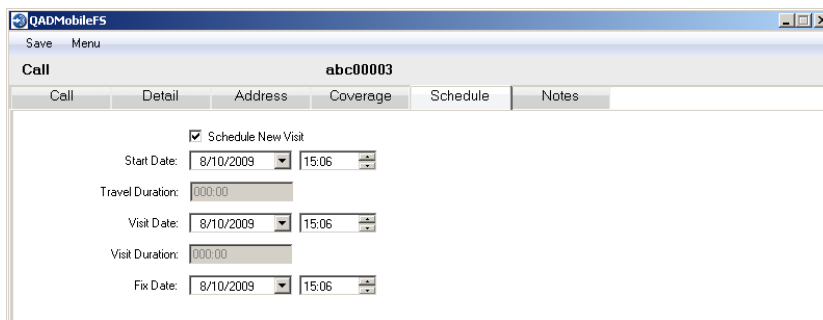 QADMobileFS
Save Menu
Call abc00003
Call Detail Address Coverage Schedule Notes
Schedule New Visit
Start Date: 8/10/2009 15:06
Travel Duration: 000:00
Visit Date: 8/10/2009 15:06
Visit Duration: 000:00
Fix Date: 8/10/2009 15:06